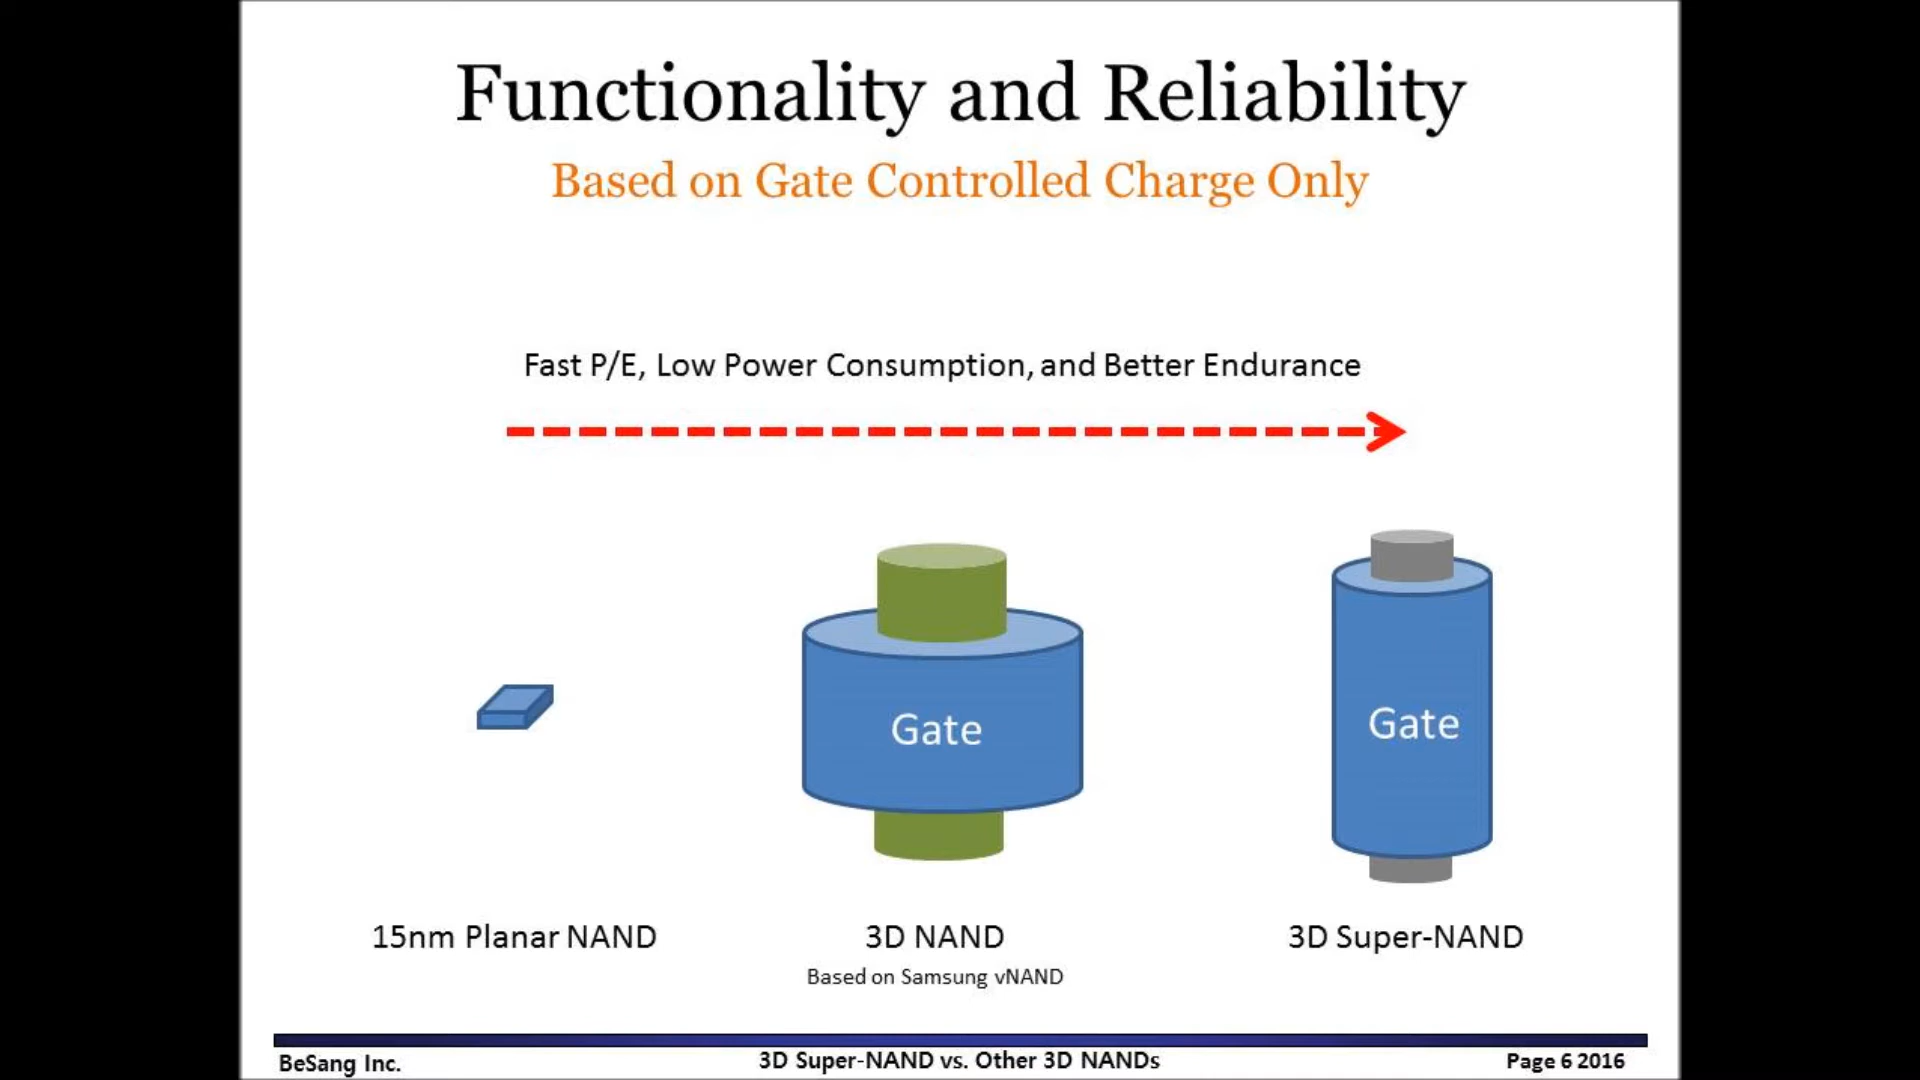 Functionality and Reliability
Based on Gate Controlled Charge Only
Fast P/E, Low Power Consumption, and Better Endurance
Gate
Gate
15nm Planar NAND
3D NAND
Based on Samsung vNAND
3D Super-NAND
BeSang Inc.
3D Super-NAND vs. Other 3D NANDs
Page 6 2016